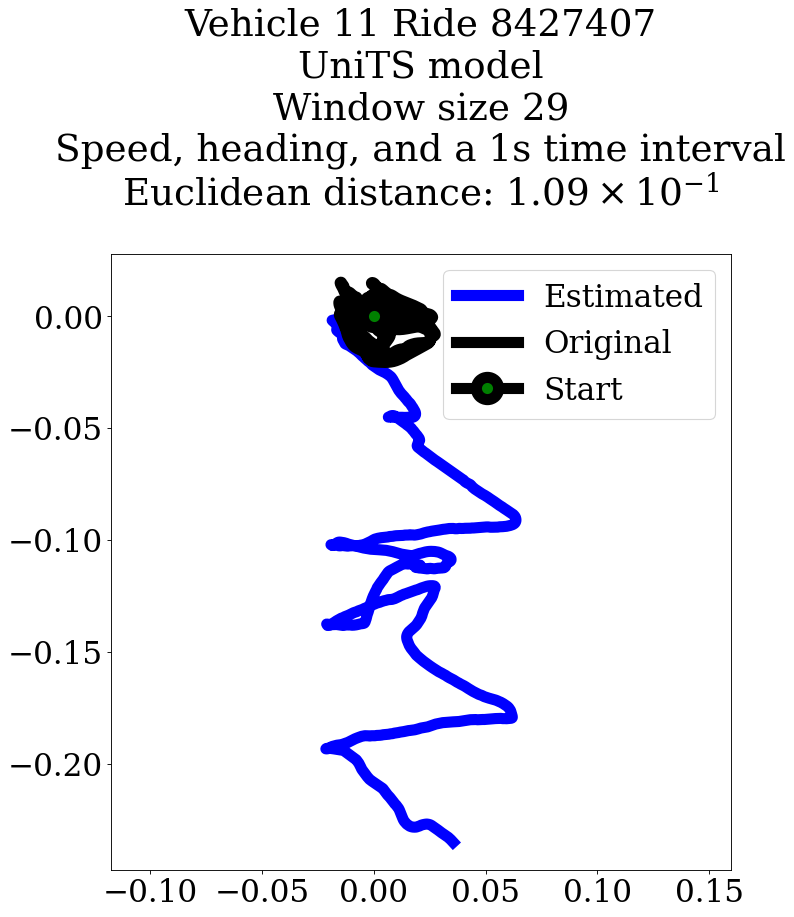 Vehicle 11 Ride 8427407
UniTS model
Window size 29
Speed, heading, and a 1s time interval
Euclidean distance: 1.09 × 10⁻¹
Estimated
Original
Start
0.00
−0.05
−0.10
−0.15
−0.20
−0.10 −0.05 0.00 0.05 0.10 0.15